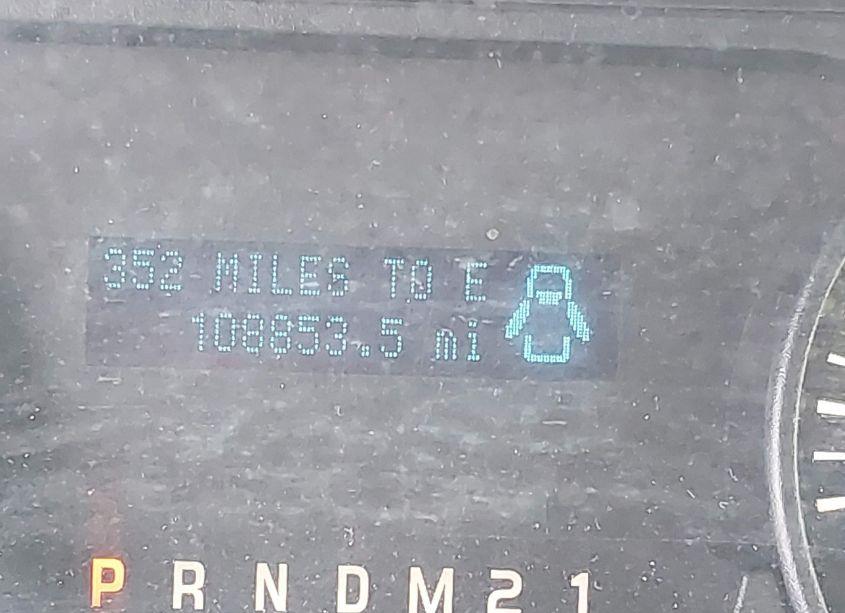 352 MILES TO E
108853.5 mi
P R N D M 2 1